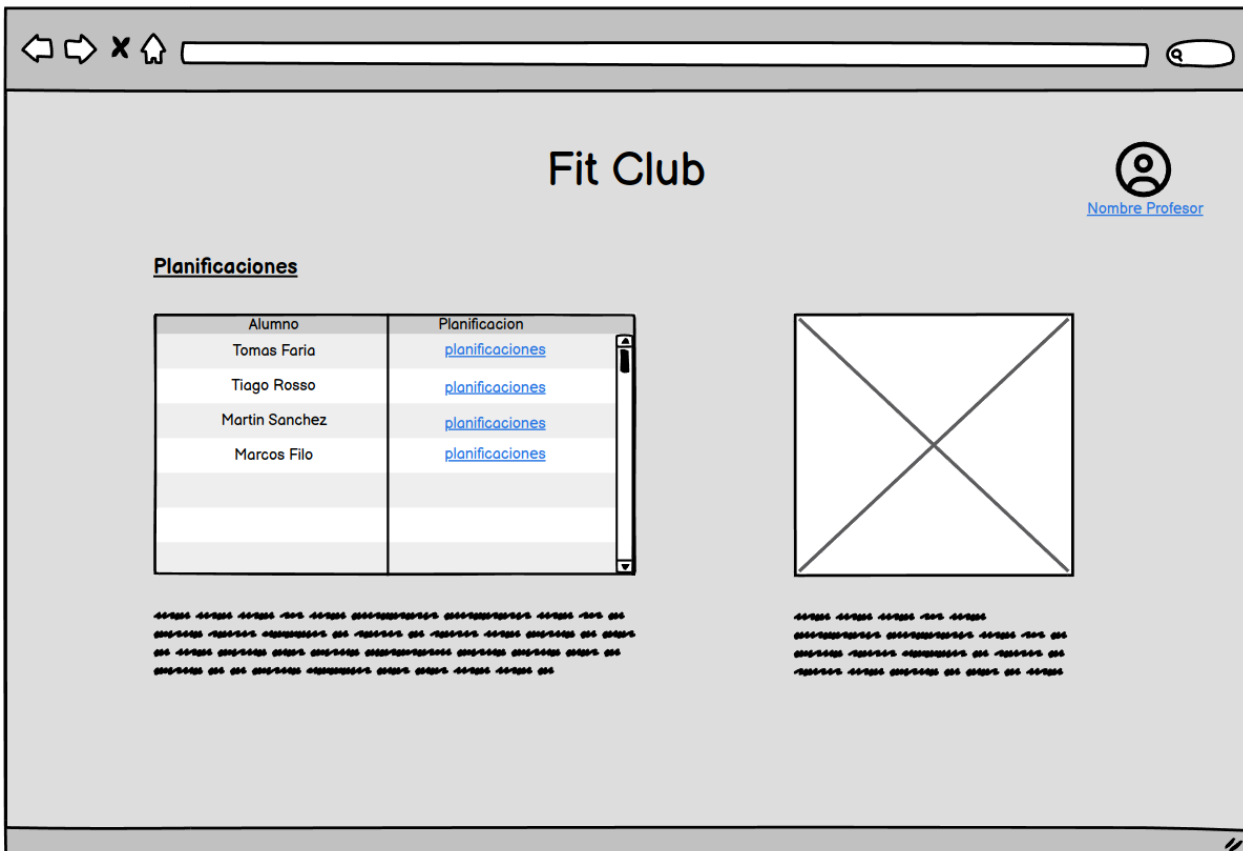 Fit Club
Nombre Profesor
Planificaciones
Alumno Planificacion
Tomas Faria planificaciones
Tiago Rosso planificaciones
Martin Sanchez planificaciones
Marcos Filo planificaciones